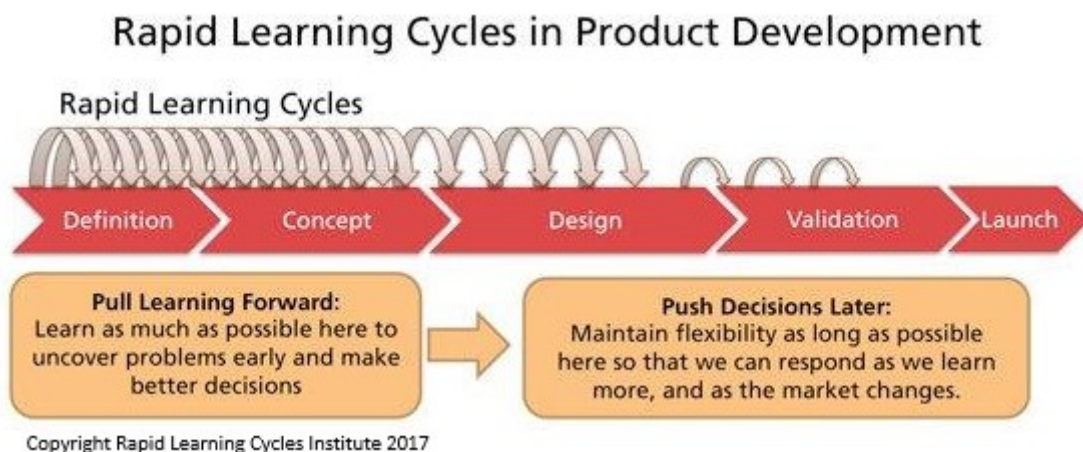 Rapid Learning Cycles in Product Development
Rapid Learning Cycles
Definition
Concept
Design
Validation
Launch
Pull Learning Forward:
Learn as much as possible here to
uncover problems early and make
better decisions
Push Decisions Later:
Maintain flexibility as long as possible
here so that we can respond as we learn
more, and as the market changes.
Copyright Rapid Learning Cycles Institute 2017